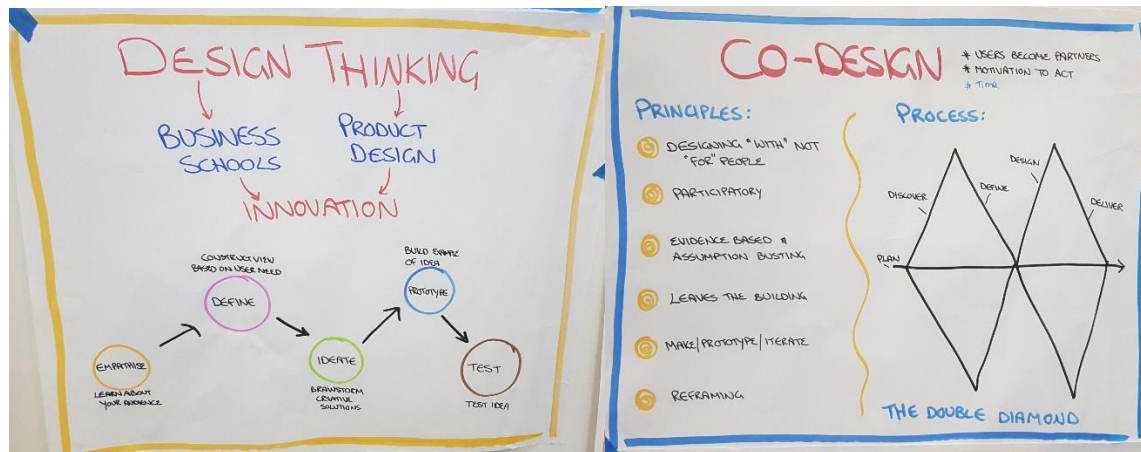 DESIGN THINKING
BUSINESS
SCHOOLS
PRODUCT
DESIGN
INNOVATION
CONSTRUCT VIEW
BASED ON USER NEED
DEFINE
BUILD SAMPLE
OF IDEA
PROTOTYPE
EMPATHISE
LEARN ABOUT
YOUR AUDIENCE
IDEATE
BRAINSTORM
CREATIVE
SOLUTIONS
TEST
TEST IDEA
CO-DESIGN
* USERS BECOME PARTNERS
* MOTIVATION TO ACT
* TIME
PRINCIPLES:
DESIGNING "WITH" NOT
"FOR" PEOPLE
PARTICIPATORY
EVIDENCE BASED &
ASSUMPTION BUSTING
LEAVES THE BUILDING
MAKE/PROTOTYPE/ITERATE
REFRAMING
PROCESS:
DISCOVER
DEFINE
DESIGN
DELIVER
PLAN
THE DOUBLE DIAMOND